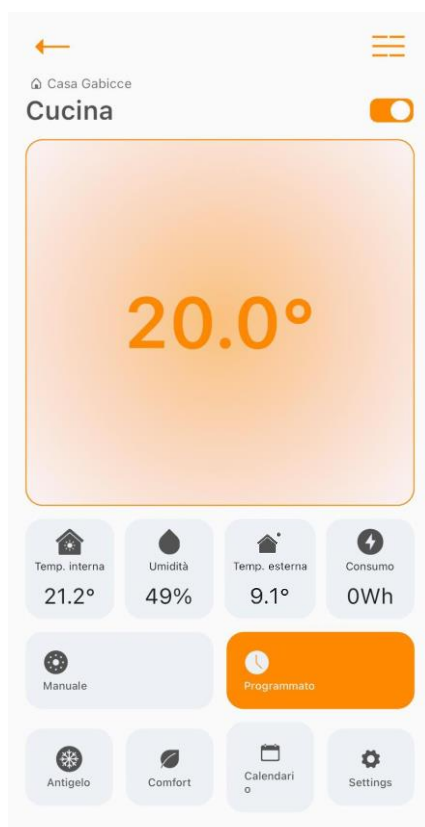 Casa Gabicce
Cucina
20.0°
Temp. interna
Umidità
Temp. esterna
Consumo
21.2°
49%
9.1°
0Wh
Manuale
Programmato
Antigelo
Comfort
Calendari
o
Settings